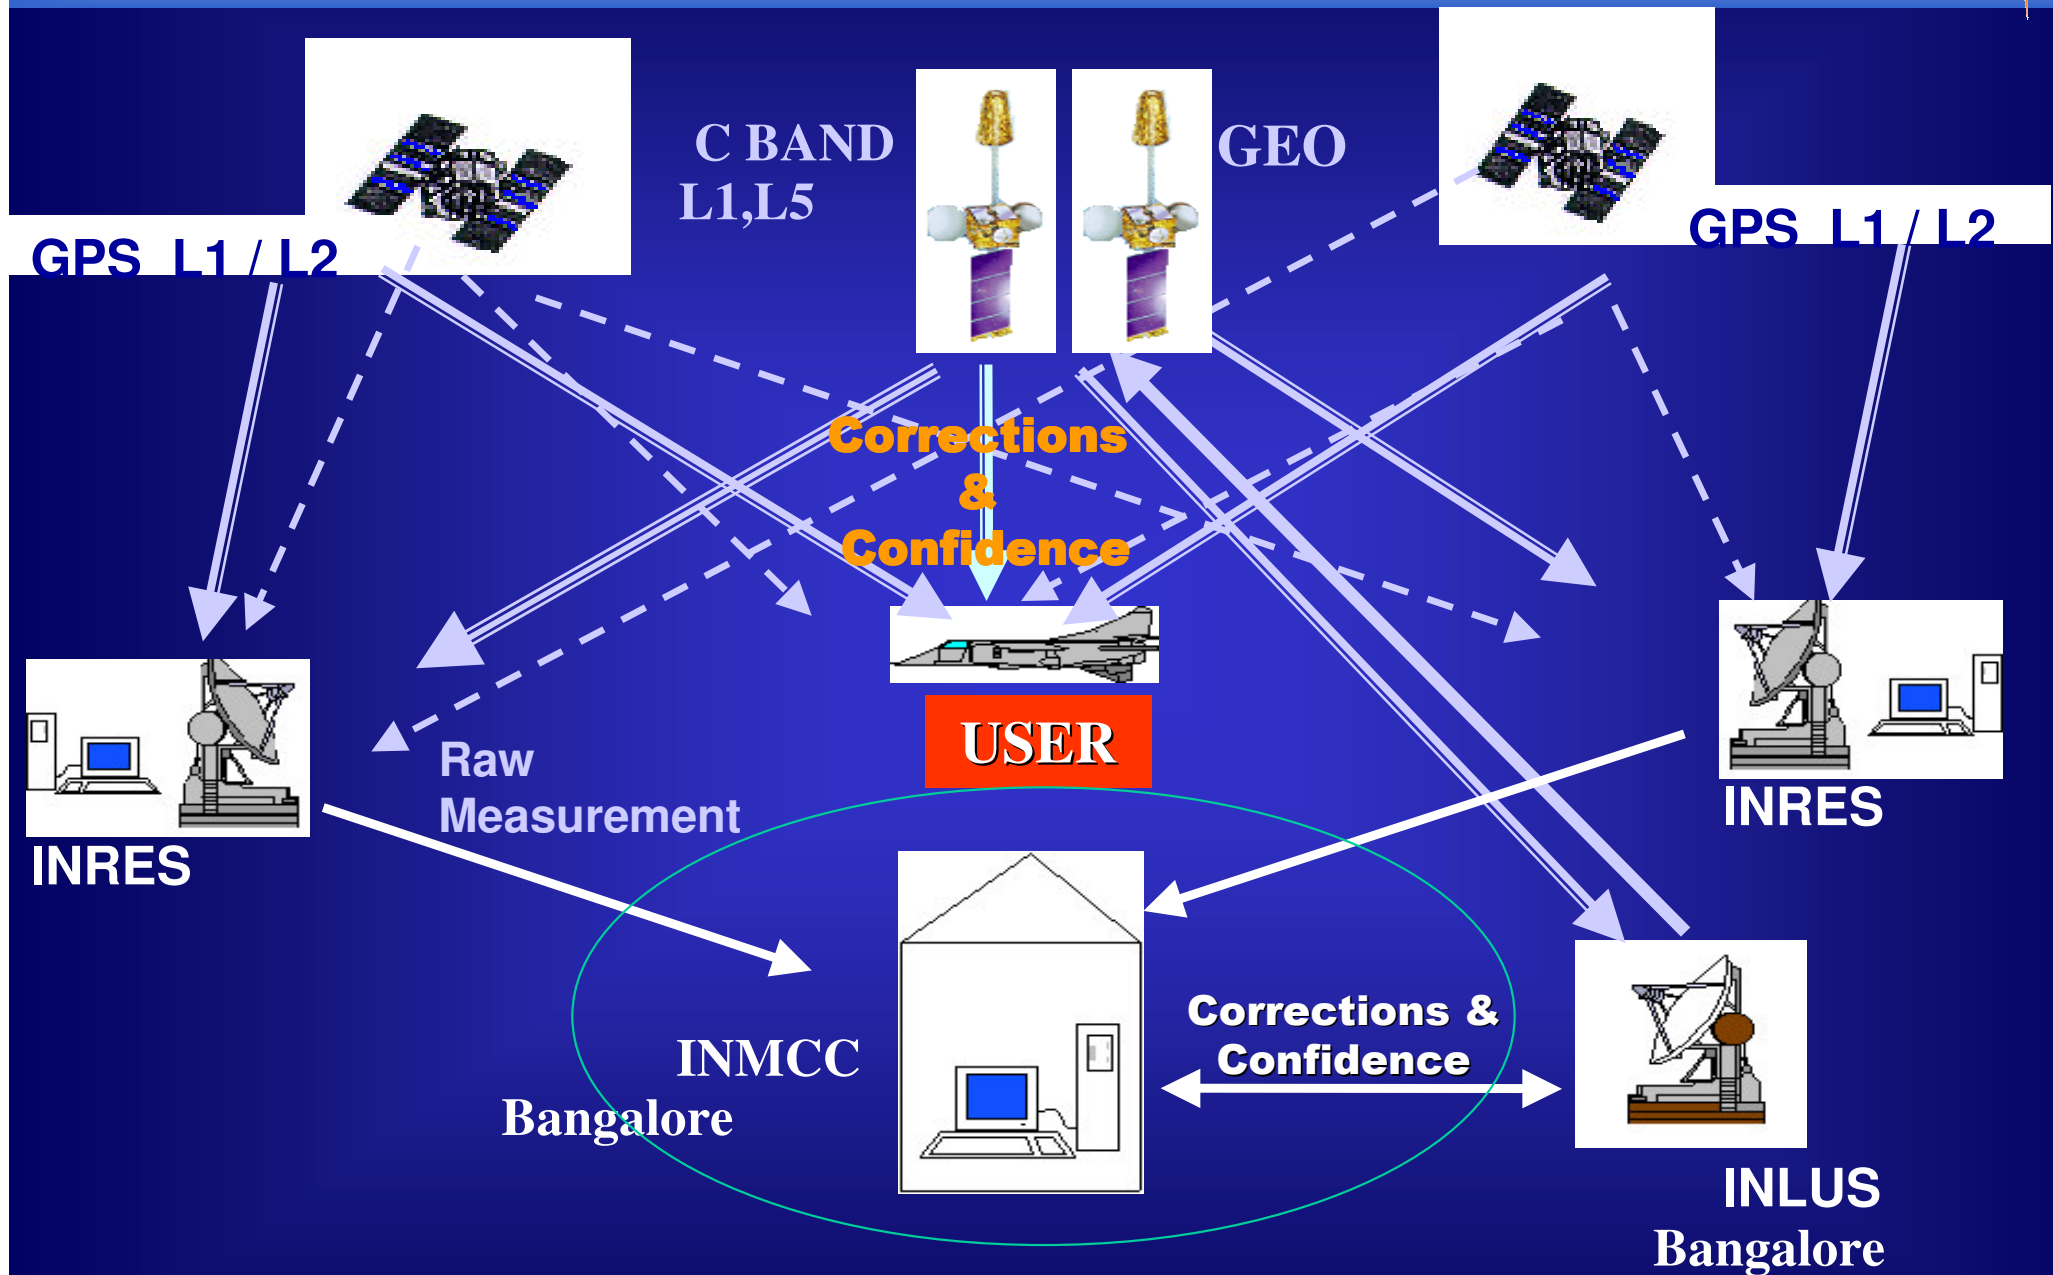 C BAND
L1,L5
GEO
GPS L1 / L2
GPS L1 / L2
Corrections
&
Confidence
USER
Raw
Measurement
INRES
INRES
INMCC
Bangalore
Corrections &
Confidence
INLUS
Bangalore